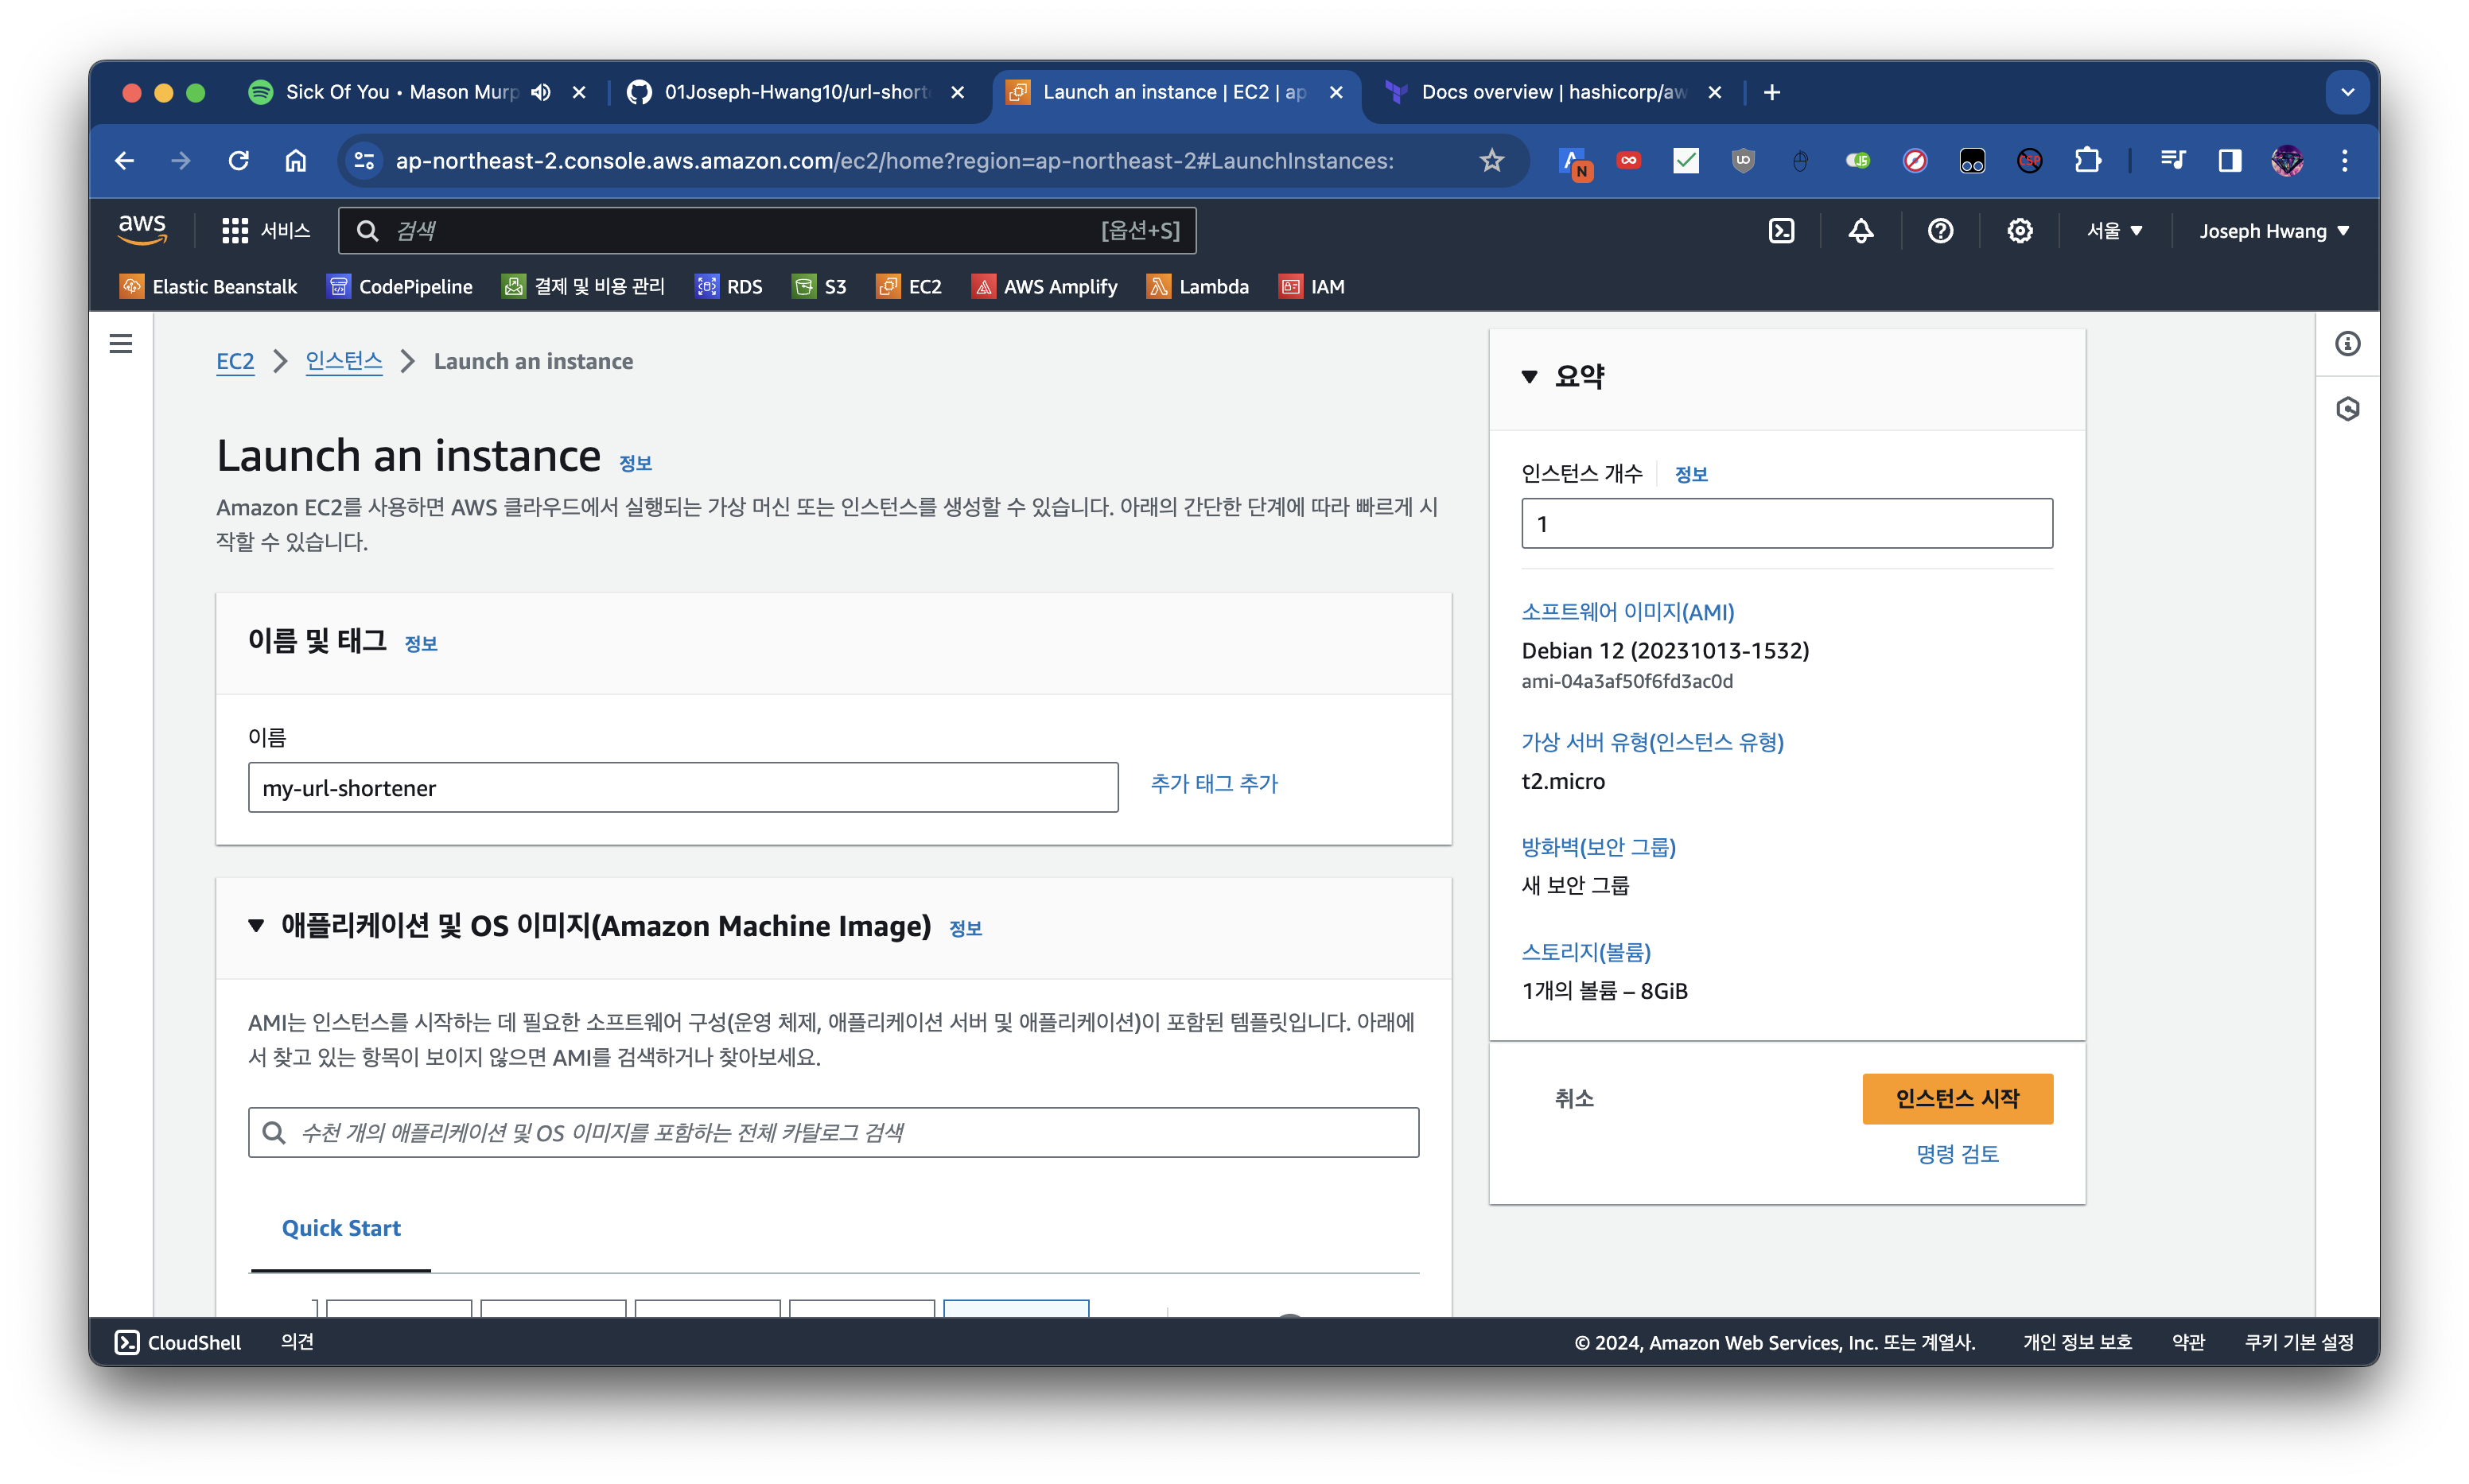 Sick Of You • Mason Murp
01Joseph-Hwang10/url-short
Launch an instance | EC2 | ap
Docs overview | hashicorp/aw
ap-northeast-2.console.aws.amazon.com/ec2/home?region=ap-northeast-2#LaunchInstances:
aws
서비스
검색
[옵션+S]
서울
Joseph Hwang
Elastic Beanstalk
CodePipeline
결제 및 비용 관리
RDS
S3
EC2
AWS Amplify
Lambda
IAM
EC2
인스턴스
Launch an instance
Launch an instance 정보
Amazon EC2를 사용하면 AWS 클라우드에서 실행되는 가상 머신 또는 인스턴스를 생성할 수 있습니다. 아래의 간단한 단계에 따라 빠르게 시
작할 수 있습니다.
이름 및 태그 정보
이름
my-url-shortener
추가 태그 추가
애플리케이션 및 OS 이미지(Amazon Machine Image) 정보
AMI는 인스턴스를 시작하는 데 필요한 소프트웨어 구성(운영 체제, 애플리케이션 서버 및 애플리케이션)이 포함된 템플릿입니다. 아래에
서 찾고 있는 항목이 보이지 않으면 AMI를 검색하거나 찾아보세요.
수천 개의 애플리케이션 및 OS 이미지를 포함하는 전체 카탈로그 검색
Quick Start
요약
인스턴스 개수 정보
1
소프트웨어 이미지(AMI)
Debian 12 (20231013-1532)
ami-04a3af50f6fd3ac0d
가상 서버 유형(인스턴스 유형)
t2.micro
방화벽(보안 그룹)
새 보안 그룹
스토리지(볼륨)
1개의 볼륨 – 8GiB
취소
인스턴스 시작
명령 검토
CloudShell
의견
© 2024, Amazon Web Services, Inc. 또는 계열사.
개인 정보 보호
약관
쿠키 기본 설정